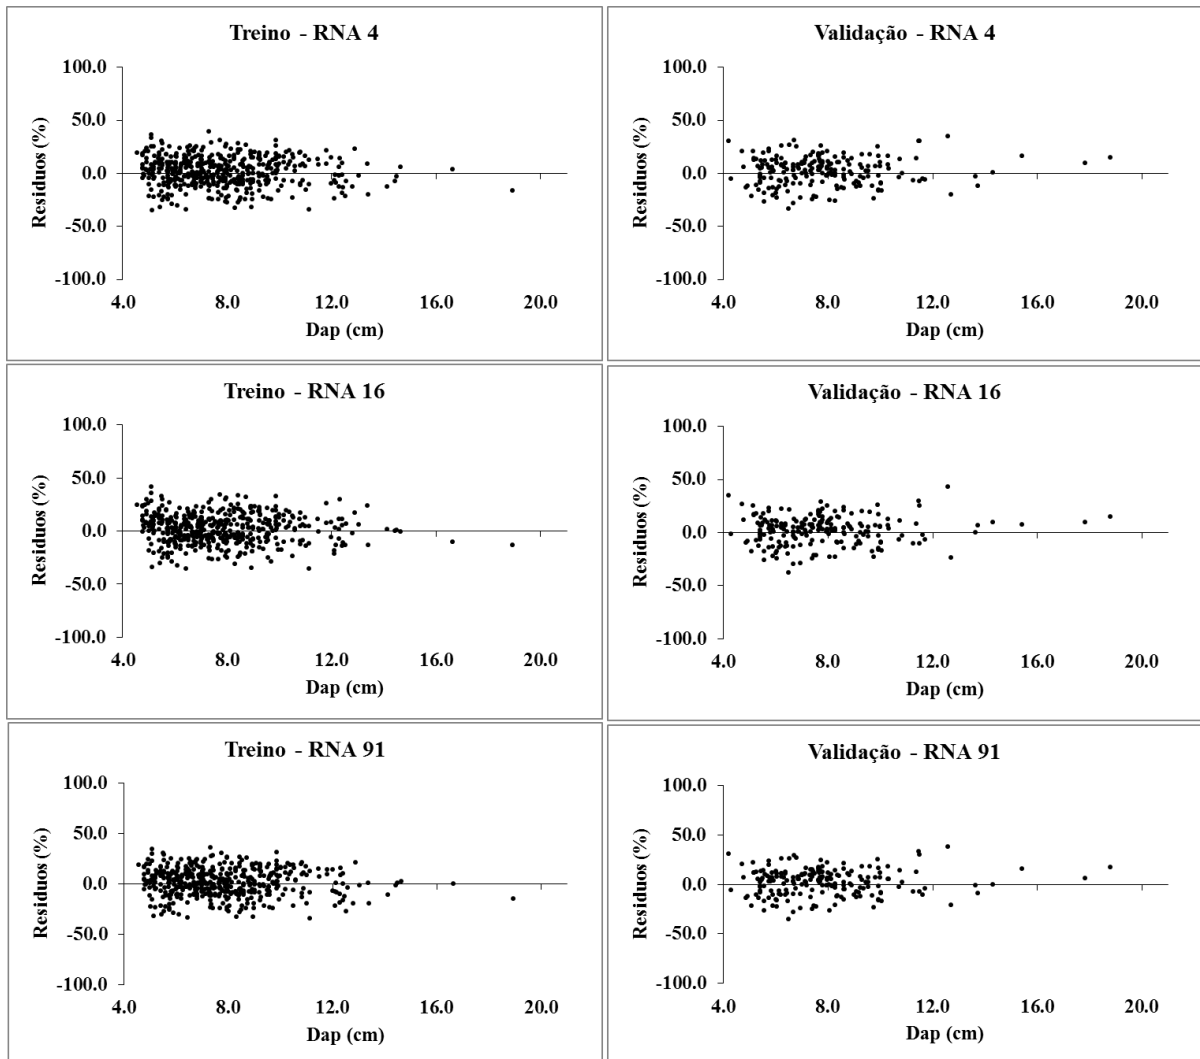 Treino - RNA 4
100.0
50.0
0.0
-50.0
-100.0
Resíduos (%)
4.0 8.0 12.0 16.0 20.0
Dap (cm)
Validação - RNA 4
100.0
50.0
0.0
-50.0
-100.0
Resíduos (%)
4.0 8.0 12.0 16.0 20.0
Dap (cm)
Treino - RNA 16
100.0
50.0
0.0
-50.0
-100.0
Resíduos (%)
4.0 8.0 12.0 16.0 20.0
Dap (cm)
Validação - RNA 16
100.0
50.0
0.0
-50.0
-100.0
Resíduos (%)
4.0 8.0 12.0 16.0 20.0
Dap (cm)
Treino - RNA 91
100.0
50.0
0.0
-50.0
-100.0
Resíduos (%)
4.0 8.0 12.0 16.0 20.0
Dap (cm)
Validação - RNA 91
100.0
50.0
0.0
-50.0
-100.0
Resíduos (%)
4.0 8.0 12.0 16.0 20.0
Dap (cm)